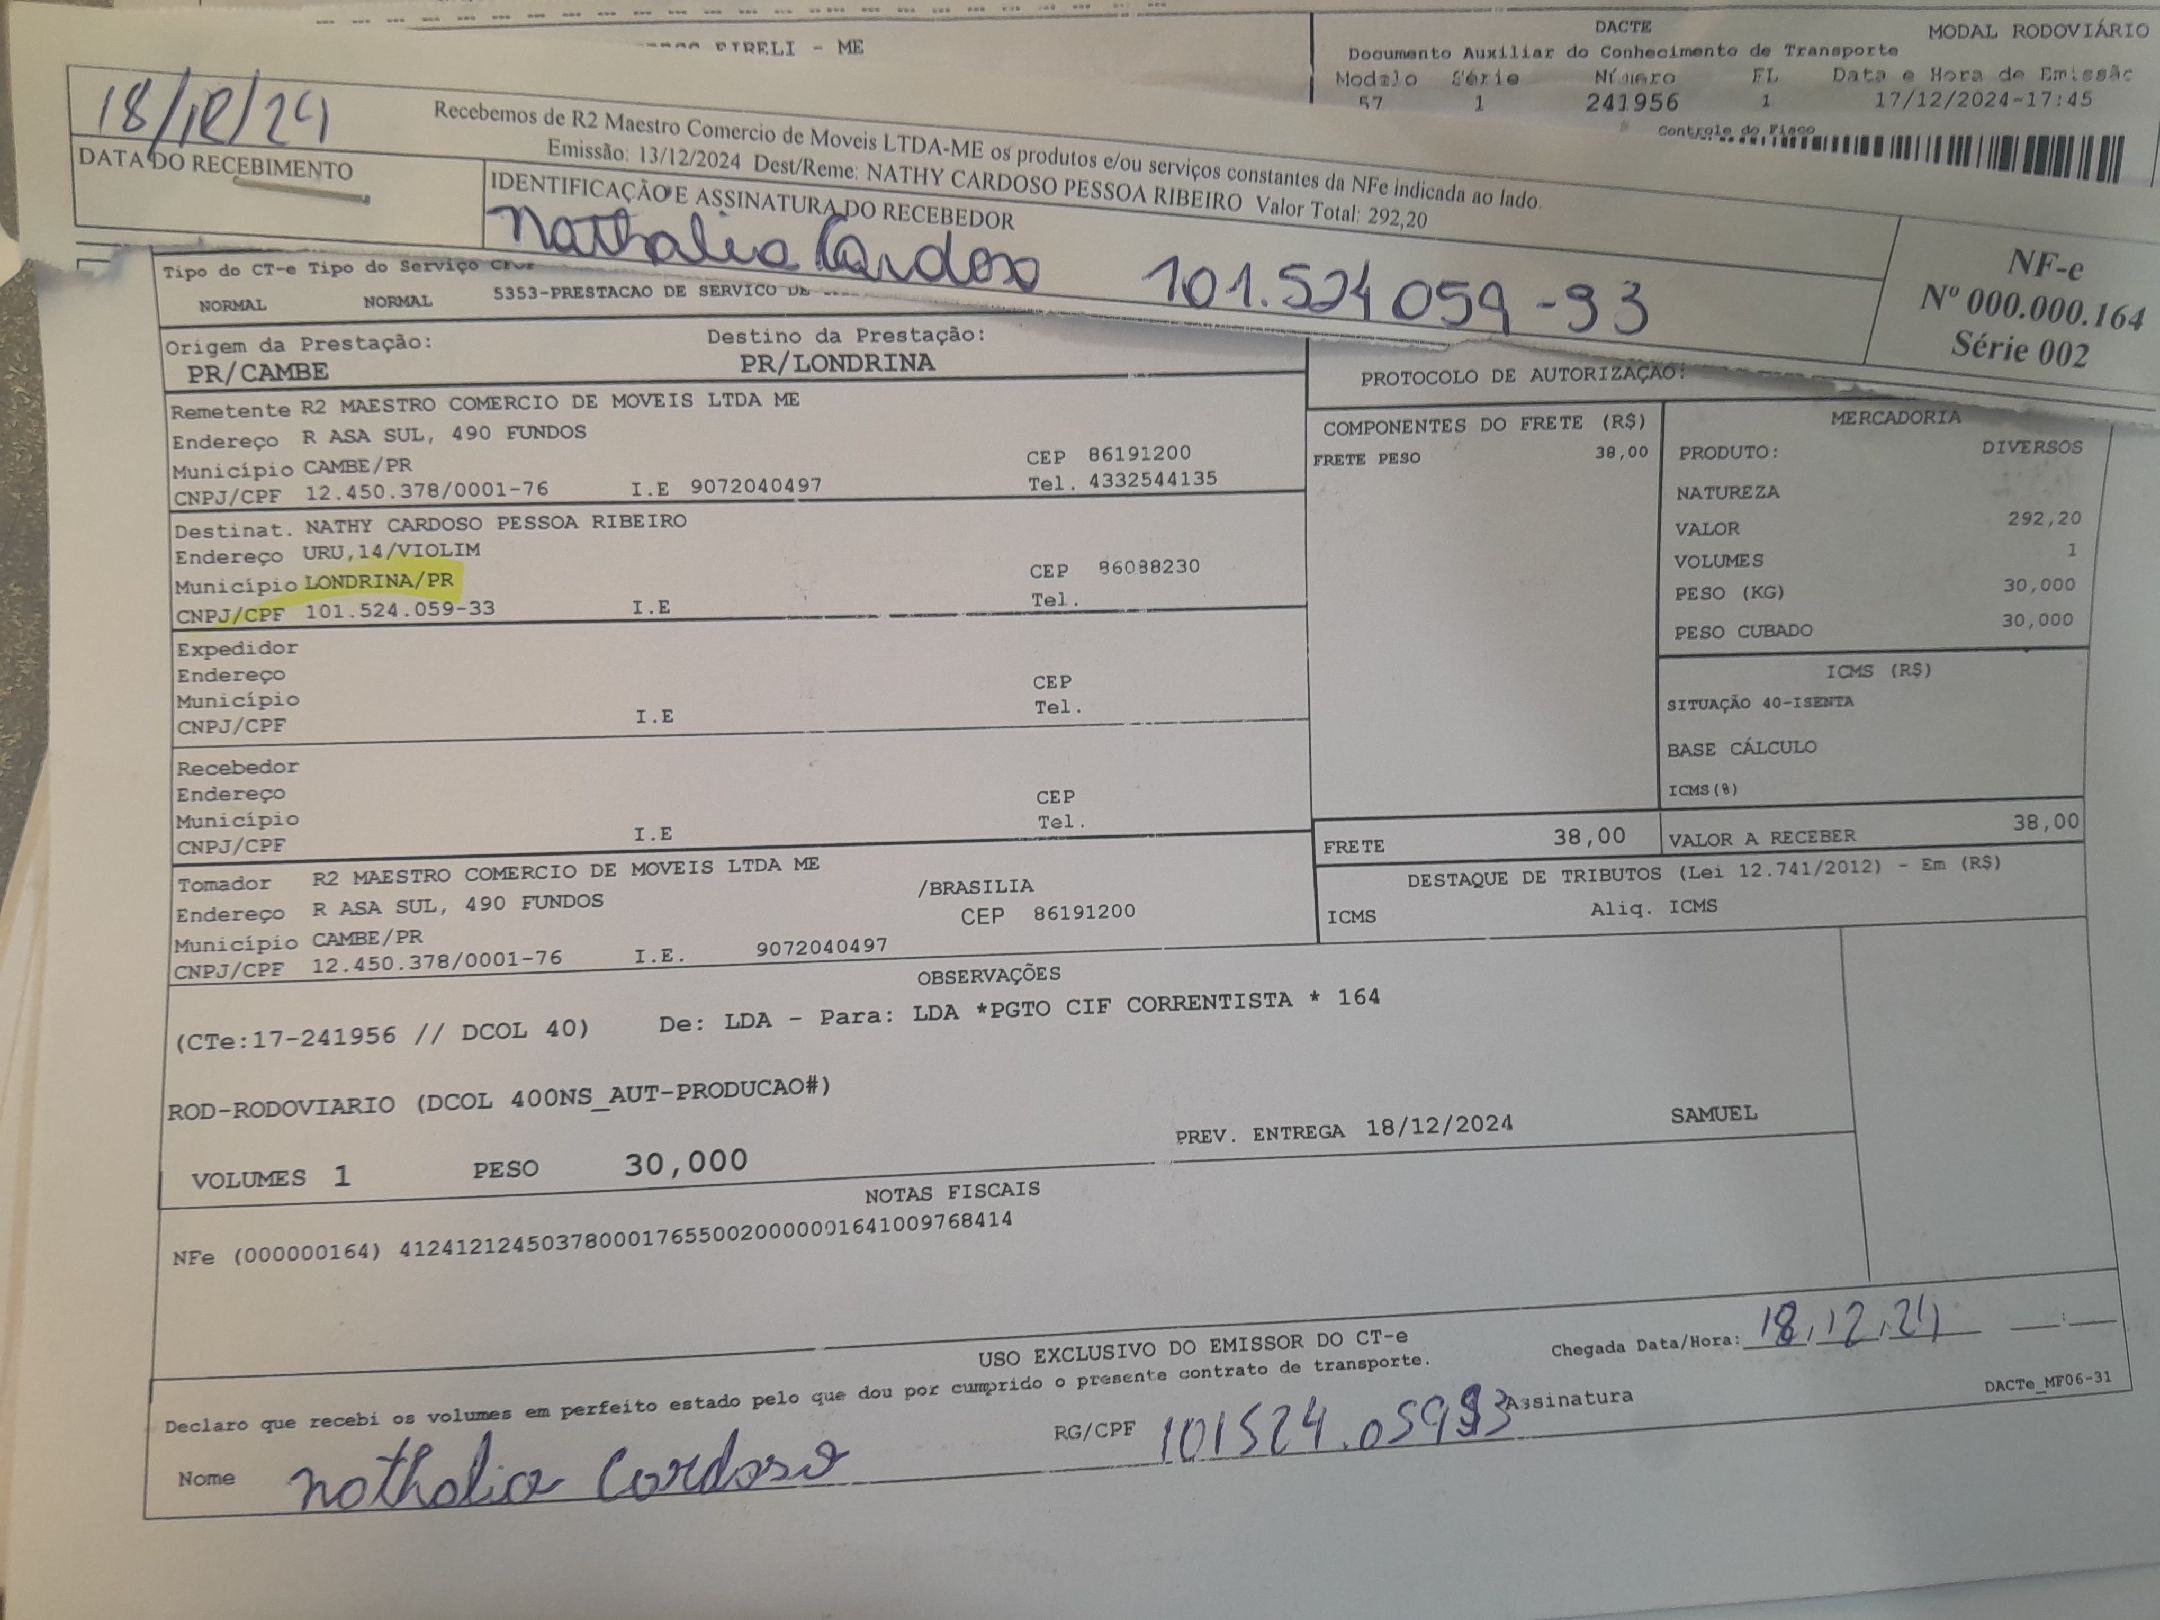 EIRELI - ME
DACTE
MODAL RODOVIÁRIO
Documento Auxiliar do Conhecimento de Transporte
Modelo Série Número FL Data e Hora de Emissão
57 1 241956 1 17/12/2024-17:45
Controle do Fisco
18/12/24
DATA DO RECEBIMENTO
Recebemos de R2 Maestro Comercio de Moveis LTDA-ME os produtos e/ou serviços constantes da NFe indicada ao lado.
Emissão: 13/12/2024 Dest/Reme: NATHY CARDOSO PESSOA RIBEIRO Valor Total: 292,20
IDENTIFICAÇÃO E ASSINATURA DO RECEBEDOR
Nathalia Cardoso 101.524059-93
NF-e
Nº 000.000.164
Série 002
Tipo do CT-e Tipo do Serviço
NORMAL NORMAL 5353-PRESTACAO DE SERVICO DE
Origem da Prestação: Destino da Prestação:
PR/CAMBE PR/LONDRINA
PROTOCOLO DE AUTORIZAÇÃO:
Remetente R2 MAESTRO COMERCIO DE MOVEIS LTDA ME
Endereço R ASA SUL, 490 FUNDOS
Município CAMBE/PR CEP 86191200
CNPJ/CPF 12.450.378/0001-76 I.E 9072040497 Tel. 4332544135
Destinat. NATHY CARDOSO PESSOA RIBEIRO
Endereço URU,14/VIOLIM
Município LONDRINA/PR CEP 86088230
CNPJ/CPF 101.524.059-33 I.E Tel.
Expedidor
Endereço
Município CEP
CNPJ/CPF I.E Tel.
Recebedor
Endereço
Município CEP
CNPJ/CPF I.E Tel.
Tomador R2 MAESTRO COMERCIO DE MOVEIS LTDA ME
Endereço R ASA SUL, 490 FUNDOS /BRASILIA
Município CAMBE/PR CEP 86191200
CNPJ/CPF 12.450.378/0001-76 I.E. 9072040497
COMPONENTES DO FRETE (R$)
FRETE PESO 38,00
MERCADORIA
PRODUTO: DIVERSOS
NATUREZA
VALOR 292,20
VOLUMES 1
PESO (KG) 30,000
PESO CUBADO 30,000
ICMS (R$)
SITUAÇÃO 40-ISENTA
BASE CÁLCULO
ICMS(%)
FRETE 38,00 VALOR A RECEBER 38,00
DESTAQUE DE TRIBUTOS (Lei 12.741/2012) - Em (R$)
ICMS Aliq. ICMS
OBSERVAÇÕES
(CTe:17-241956 // DCOL 40) De: LDA - Para: LDA *PGTO CIF CORRENTISTA * 164
ROD-RODOVIARIO (DCOL 400NS_AUT-PRODUCAO#)
PREV. ENTREGA 18/12/2024 SAMUEL
VOLUMES 1 PESO 30,000
NOTAS FISCAIS
NFe (000000164) 41241212450378000176550020000001641009768414
USO EXCLUSIVO DO EMISSOR DO CT-e
Declaro que recebi os volumes em perfeito estado pelo que dou por cumprido o presente contrato de transporte.
Chegada Data/Hora: 18,12,24 __:__
Nome nathalia Cardoso RG/CPF 101524.05993 Assinatura
DACTe_MF06-31